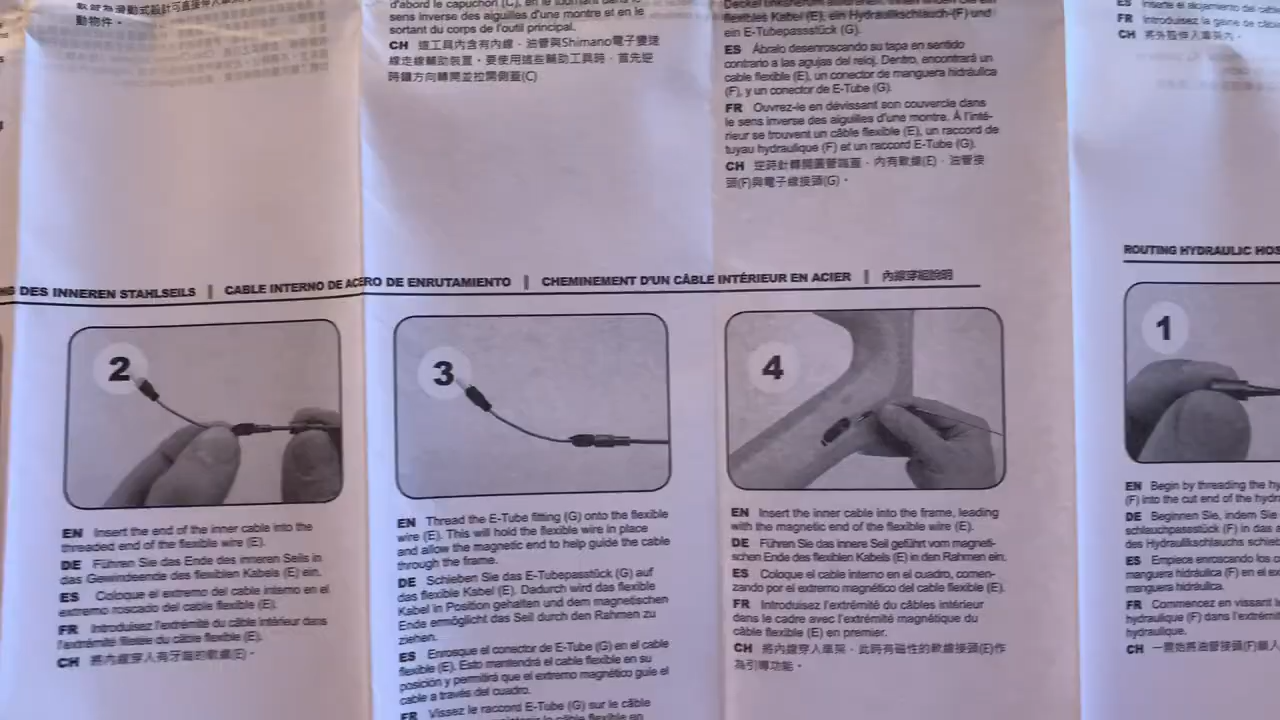 動物件。
d'abord le capuchon (C), en le tournant dans le
sens inverse des aiguilles d'une montre et en le
sortant du corps de l'outil principal.
CH 這工具內含有內線，油管與Shimano電子變速
線走線輔助裝置。要使用這些輔助工具時，首先逆
時鐘方向轉開並拉開側蓋(C)
flexibles Kabel (E), ein Hydraulikschlauch-(F) und
ein E-Tubepassstück (G).
ES Ábralo desenroscando su tapa en sentido
contrario a las agujas del reloj. Dentro, encontrará un
cable flexible (E), un conector de manguera hidráulica
(F), y un conector de E-Tube (G).
FR Ouvrez-le en dévissant son couvercle dans
le sens inverse des aiguilles d'une montre. À l'inté-
rieur se trouvent un câble flexible (E), un raccord de
tuyau hydraulique (F) et un raccord E-Tube (G).
CH 逆時針轉開蓋，內有軟線(E)，油管接
頭(F)與電子線接頭(G)。
FR Introduisez la gaine de
CH
DES INNEREN STAHLSEILS | CABLE INTERNO DE ACERO DE ENRUTAMIENTO | CHEMINEMENT D'UN CÂBLE INTÉRIEUR EN ACIER | 內線穿組說明
2
EN Insert the end of the inner cable into the
threaded end of the flexible wire (E).
DE Führen Sie das Ende des inneren Seils in
das Gewindeende des flexiblen Kabels (E) ein.
ES Coloque el extremo del cable interno en el
extremo roscado del cable flexible (E).
FR Introduisez l'extrémité du câble intérieur dans
l'extrémité filetée du câble flexible (E).
CH 將內線穿入有牙端的軟線(E)。
3
EN Thread the E-Tube fitting (G) onto the flexible
wire (E). This will hold the flexible wire in place
and allow the magnetic end to help guide the cable
through the frame.
DE Schieben Sie das E-Tubepasstück (G) auf
das flexible Kabel (E). Dadurch wird das flexible
Kabel in Position gehalten und dem magnetischen
Ende ermöglicht das Seil durch den Rahmen zu
ziehen.
ES Enrosque el conector de E-Tube (G) en el cable
flexible (E). Esto mantendrá el cable flexible en su
posición y permitirá que el extremo magnético guíe el
cable a través del cuadro.
FR Vissez le raccord E-Tube (G) sur le câble
4
EN Insert the inner cable into the frame, leading
with the magnetic end of the flexible wire (E).
DE Führen Sie das innere Seil geführt vom magneti-
schen Ende des flexiblen Kabels (E) in den Rahmen ein.
ES Coloque el cable interno en el cuadro, comen-
zando por el extremo magnético del cable flexible (E).
FR Introduisez l'extrémité du câbles intérieur
dans le cadre avec l'extrémité magnétique du
câble flexible (E) en premier.
CH 將內線穿入車架，此時有磁性的軟線接頭(E)作
為引導功能。
ROUTING HYDRAULIC HOS
1
EN Begin by threading the hy
(F) into the cut end of the hydr
DE Beginnen Sie, indem Sie
schlauchpassstück (F) in das
des Hydraulikschlauchs schieb
ES Empiece enroscando los
manguera hidráulica (F) en el ex
manguera hidráulica.
FR Commencez en vissant l
hydraulique (F) dans l'extrémi
hydraulique.
CH 一開始將油管接頭(F)鎖入